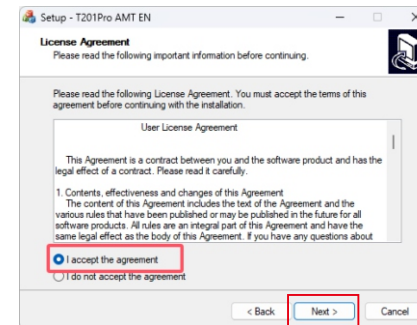 Setup - T201Pro AMT EN
License Agreement
Please read the following important information before continuing.
Please read the following License Agreement. You must accept the terms of this
agreement before continuing with the installation.
User License Agreement
This Agreement is a contract between you and the software product and has the
legal effect of a contract. Please read it carefully.
1. Contents, effectiveness and changes of this Agreement
The content of this Agreement includes the text of the Agreement and the
various rules that have been published or may be published in the future for all
software products. All rules are an integral part of this Agreement and have the
same legal effect as the body of this Agreement. If you have any questions about
I accept the agreement
I do not accept the agreement
< Back
Next >
Cancel